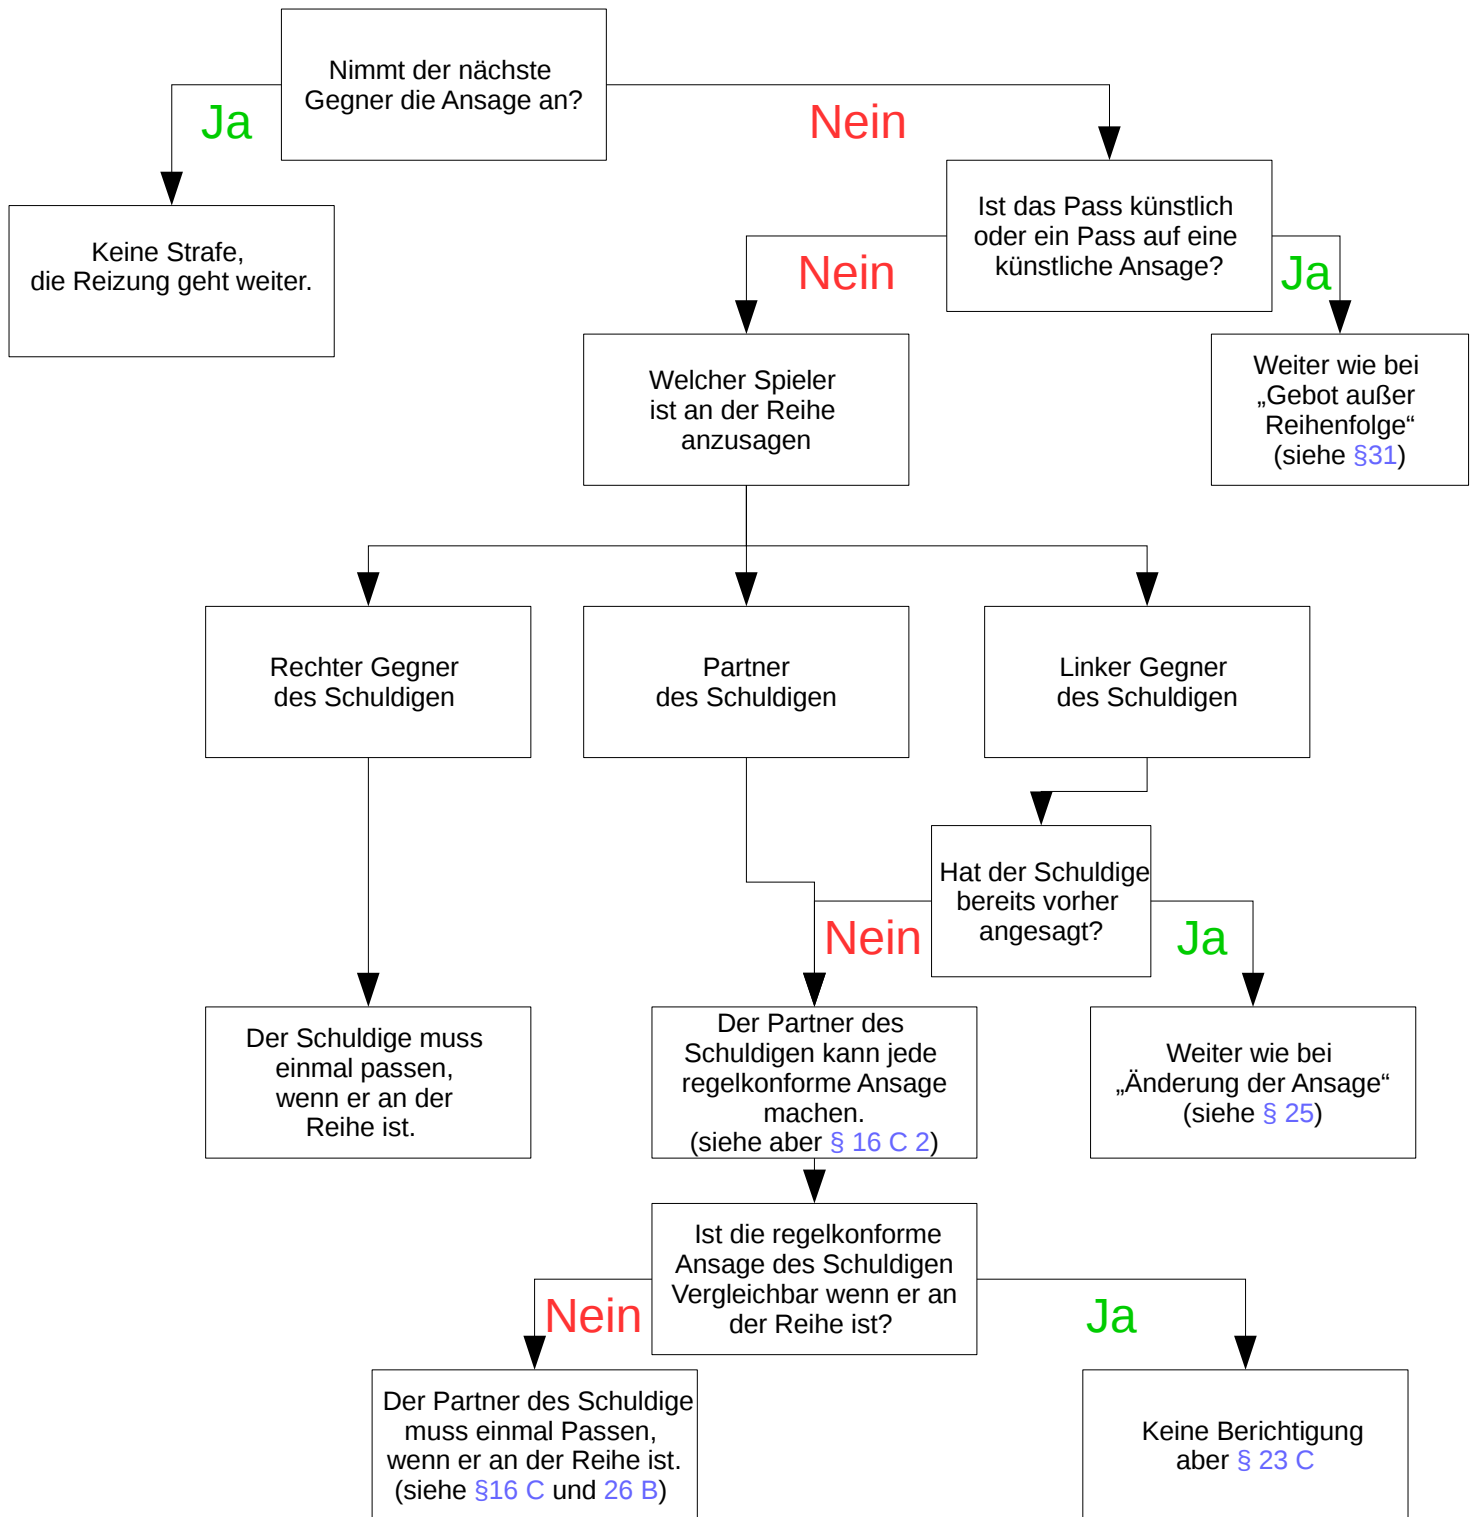 Nimmt der nächste
Gegner die Ansage an?
Ja
Nein
Keine Strafe,
die Reizung geht weiter.
Ist das Pass künstlich
oder ein Pass auf eine
künstliche Ansage?
Nein
Ja
Welcher Spieler
ist an der Reihe
anzusagen
Weiter wie bei
„Gebot außer
Reihenfolge“
(siehe §31)
Rechter Gegner
des Schuldigen
Partner
des Schuldigen
Linker Gegner
des Schuldigen
Hat der Schuldige
bereits vorher
angesagt?
Nein
Ja
Der Schuldige muss
einmal passen,
wenn er an der
Reihe ist.
Der Partner des
Schuldigen kann jede
regelkonforme Ansage
machen.
(siehe aber § 16 C 2)
Weiter wie bei
„Änderung der Ansage“
(siehe § 25)
Ist die regelkonforme
Ansage des Schuldigen
Vergleichbar wenn er an
der Reihe ist?
Nein
Ja
Der Partner des Schuldige
muss einmal Passen,
wenn er an der Reihe ist.
(siehe §16 C und 26 B)
Keine Berichtigung
aber § 23 C